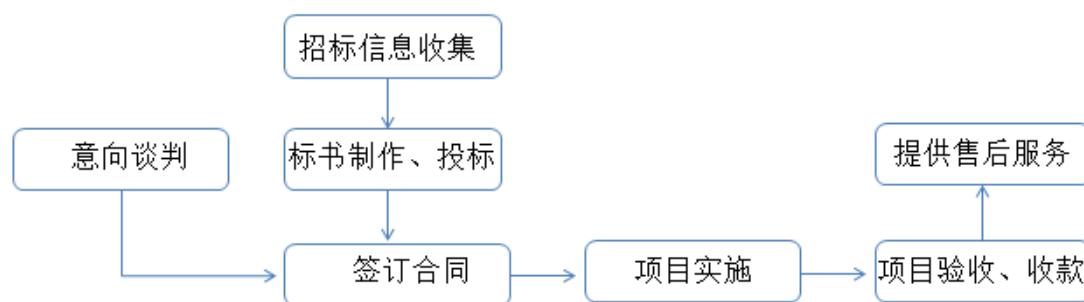 招标信息收集
意向谈判
标书制作、投标
提供售后服务
签订合同
项目实施
项目验收、收款